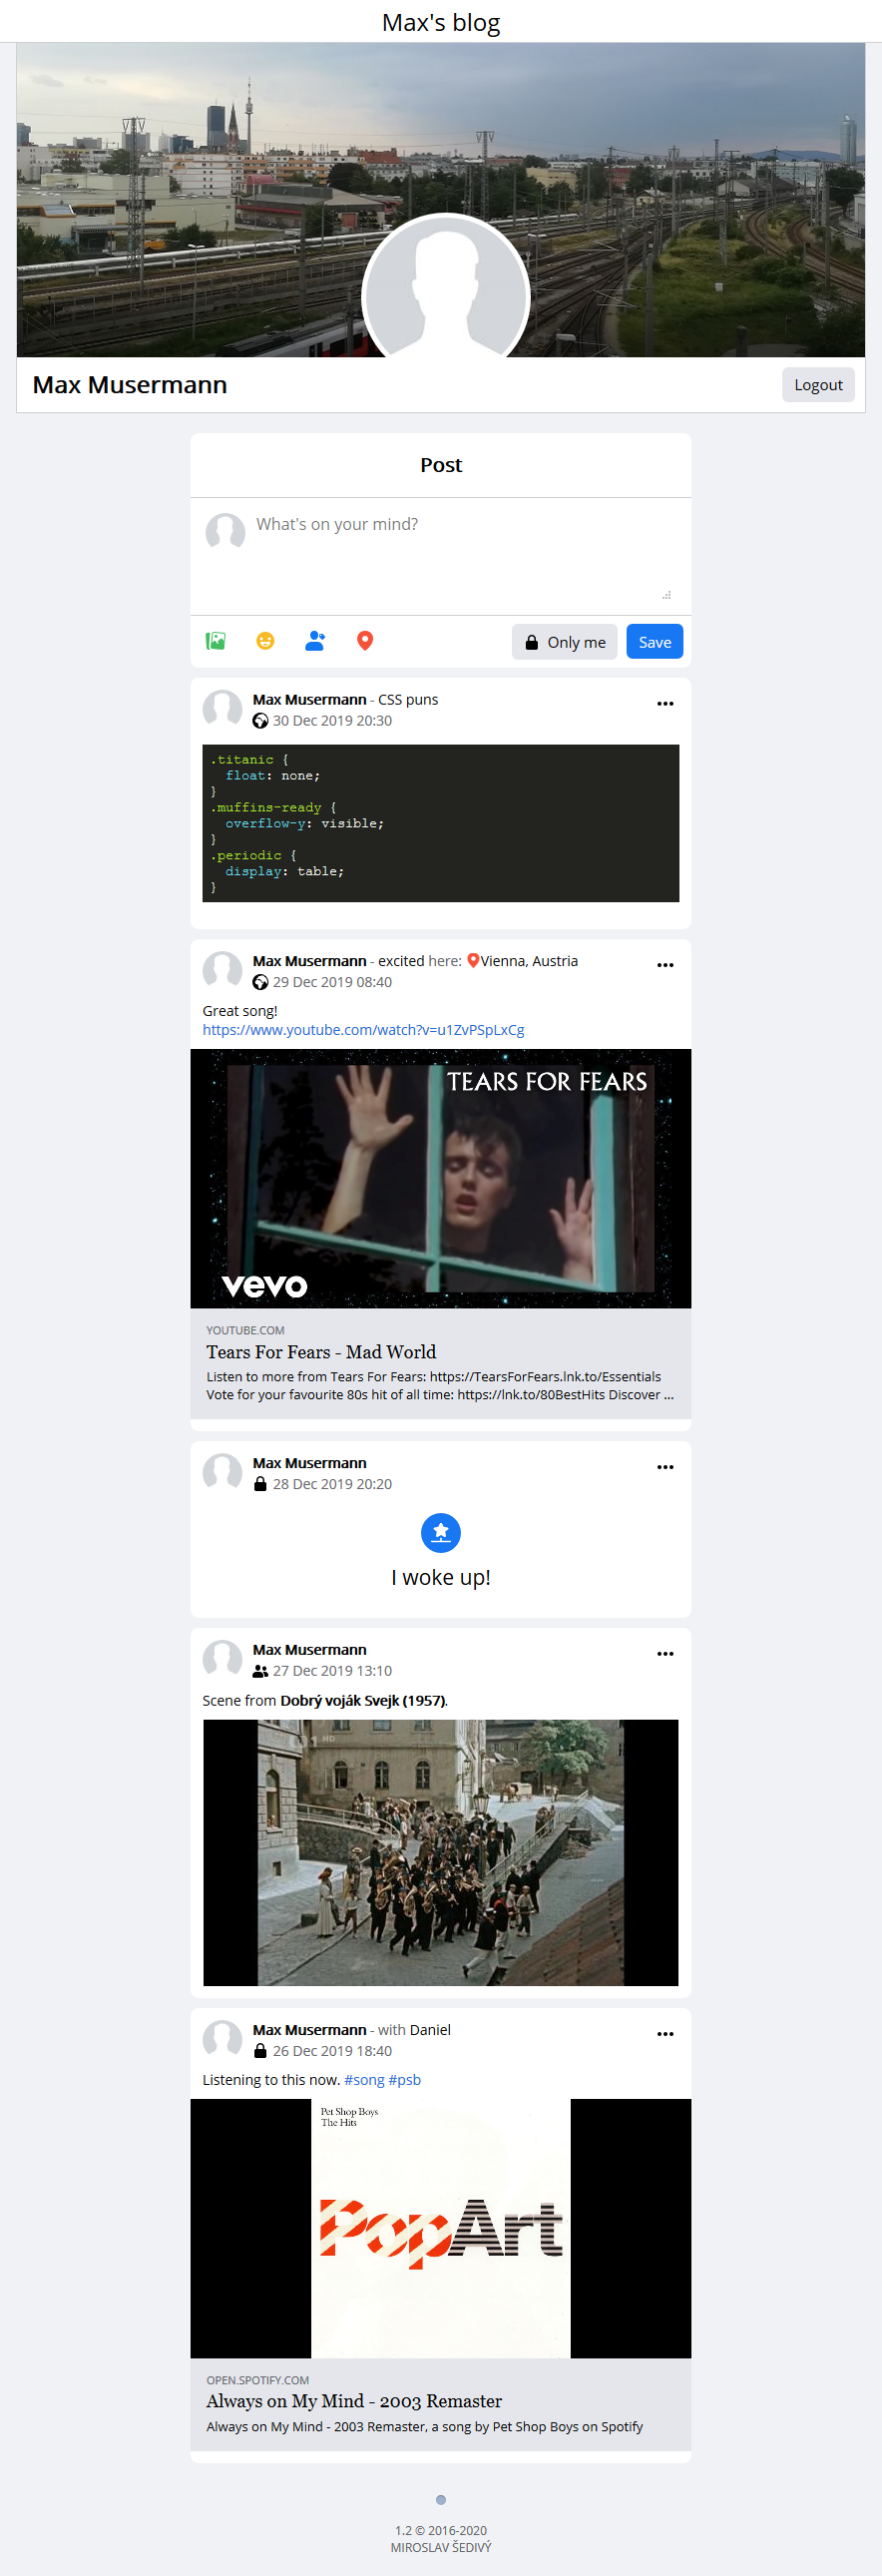 Max's blog
Max Musermann
Logout
Post
What's on your mind?
Only me
Save
Max Musermann - CSS puns
30 Dec 2019 20:30
.titanic {
float: none;
}
.muffins-ready {
overflow-y: visible;
}
.periodic {
display: table;
}
Max Musermann - excited here: Vienna, Austria
29 Dec 2019 08:40
Great song!
https://www.youtube.com/watch?v=u1ZvPSpLxCg
TEARS FOR FEARS
vevo
YOUTUBE.COM
Tears For Fears - Mad World
Listen to more from Tears For Fears: https://TearsForFears.lnk.to/Essentials
Vote for your favourite 80s hit of all time: https://lnk.to/80BestHits Discover ...
Max Musermann
28 Dec 2019 20:20
I woke up!
Max Musermann
27 Dec 2019 13:10
Scene from Dobrý voják Svejk (1957).
HD
Max Musermann - with Daniel
26 Dec 2019 18:40
Listening to this now. #song #psb
Pet Shop Boys
The Hits
PopArt
OPEN.SPOTIFY.COM
Always on My Mind - 2003 Remaster
Always on My Mind - 2003 Remaster, a song by Pet Shop Boys on Spotify
1.2 © 2016-2020
MIROSLAV ŠEDIVÝ